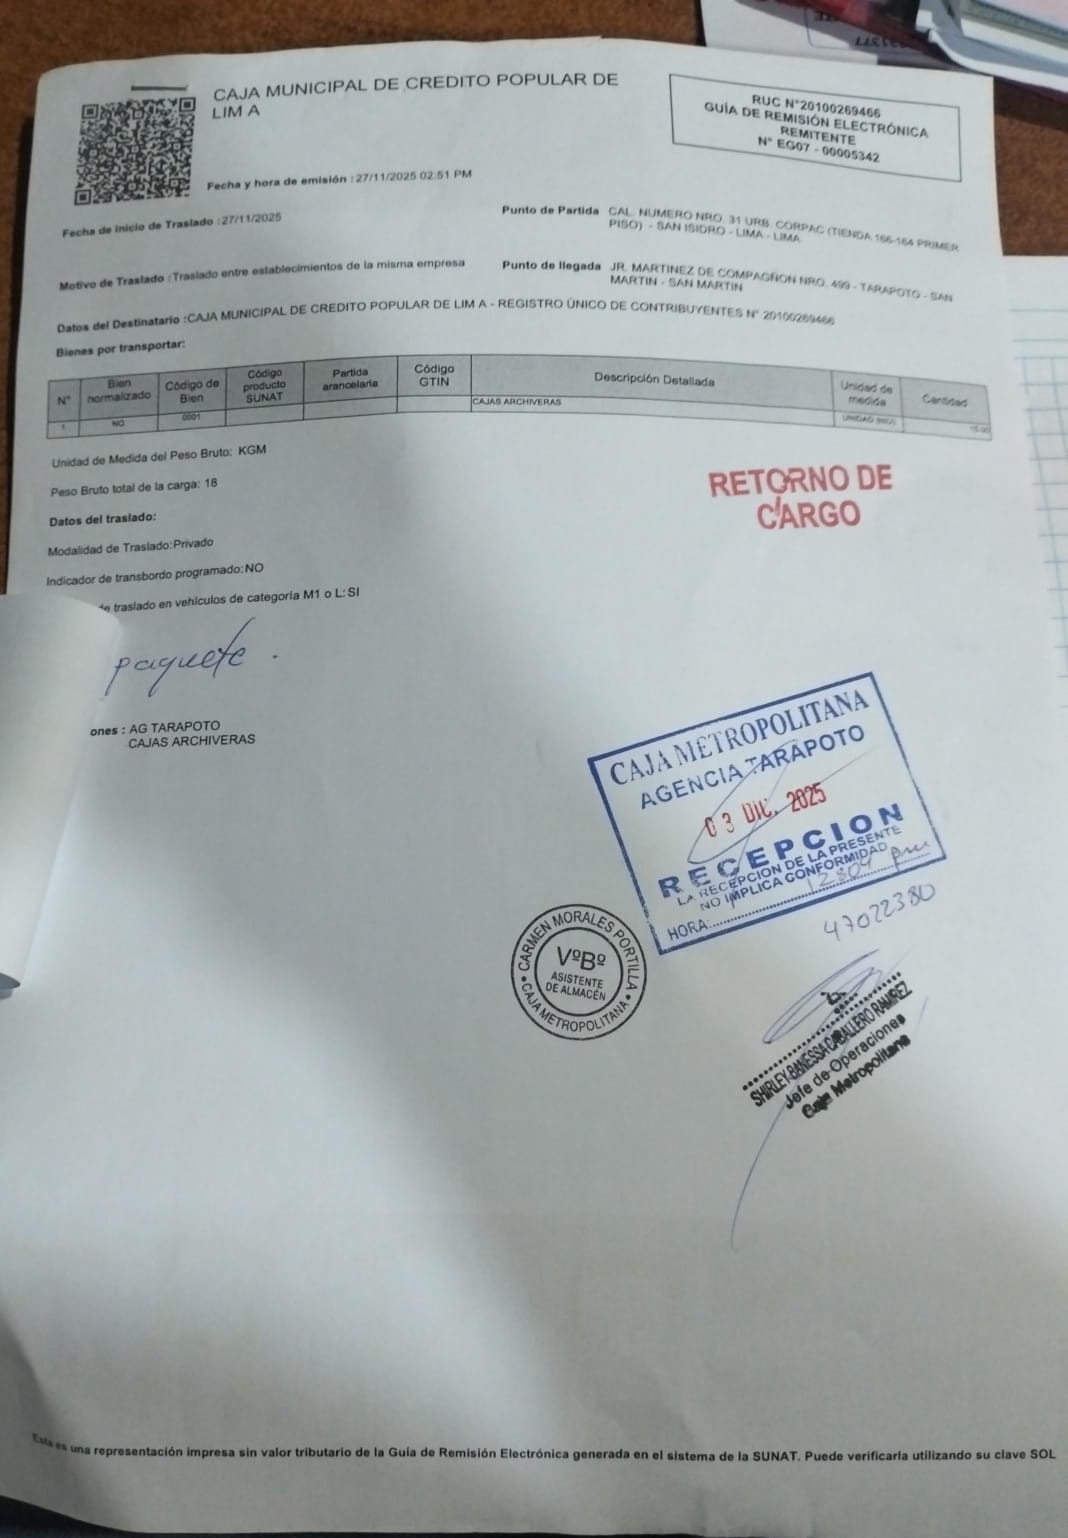 CAJA MUNICIPAL DE CREDITO POPULAR DE
LIM A
RUC N°20100269466
GUÍA DE REMISIÓN ELECTRÓNICA
REMITENTE
N° EG07 - 00005342
Fecha y hora de emisión : 27/11/2025 02:51 PM
Fecha de inicio de Traslado : 27/11/2025
Punto de Partida CAL. NUMERO NRO. 31 URB. CORPAC (TIENDA 166-164 PRIMER
PISO) - SAN ISIDRO - LIMA - LIMA
Motivo de Traslado : Traslado entre establecimientos de la misma empresa
Punto de llegada JR. MARTINEZ DE COMPAGÑON NRO. 499 - TARAPOTO - SAN
MARTIN - SAN MARTIN
Datos del Destinatario : CAJA MUNICIPAL DE CREDITO POPULAR DE LIM A - REGISTRO ÚNICO DE CONTRIBUYENTES N° 20100269466
Bienes por transportar:
N° Bien normalizado Código de Bien Código producto SUNAT Partida arancelaria Código GTIN Descripción Detallada Unidad de medida Cantidad
1 NO 0001 CAJAS ARCHIVERAS UNIDAD
Unidad de Medida del Peso Bruto: KGM
Peso Bruto total de la carga: 18
Datos del traslado:
Modalidad de Traslado: Privado
Indicador de transbordo programado: NO
de traslado en vehículos de categoría M1 o L: SI
RETORNO DE
CARGO
paquete .
ones : AG TARAPOTO
CAJAS ARCHIVERAS
CAJA METROPOLITANA
AGENCIA TARAPOTO
03 DIC. 2025
RECEPCION
LA RECEPCIÓN DE LA PRESENTE
NO IMPLICA CONFORMIDAD
HORA: pm
47022380
CARMEN MORALES PORTILLA
VºBº
ASISTENTE
DE ALMACÉN
CAJA METROPOLITANA
SHIRLEY BANESSA CABALLERO RAMIREZ
Jefe de Operaciones
Caja Metropolitana
Esta es una representación impresa sin valor tributario de la Guía de Remisión Electrónica generada en el sistema de la SUNAT. Puede verificarla utilizando su clave SOL